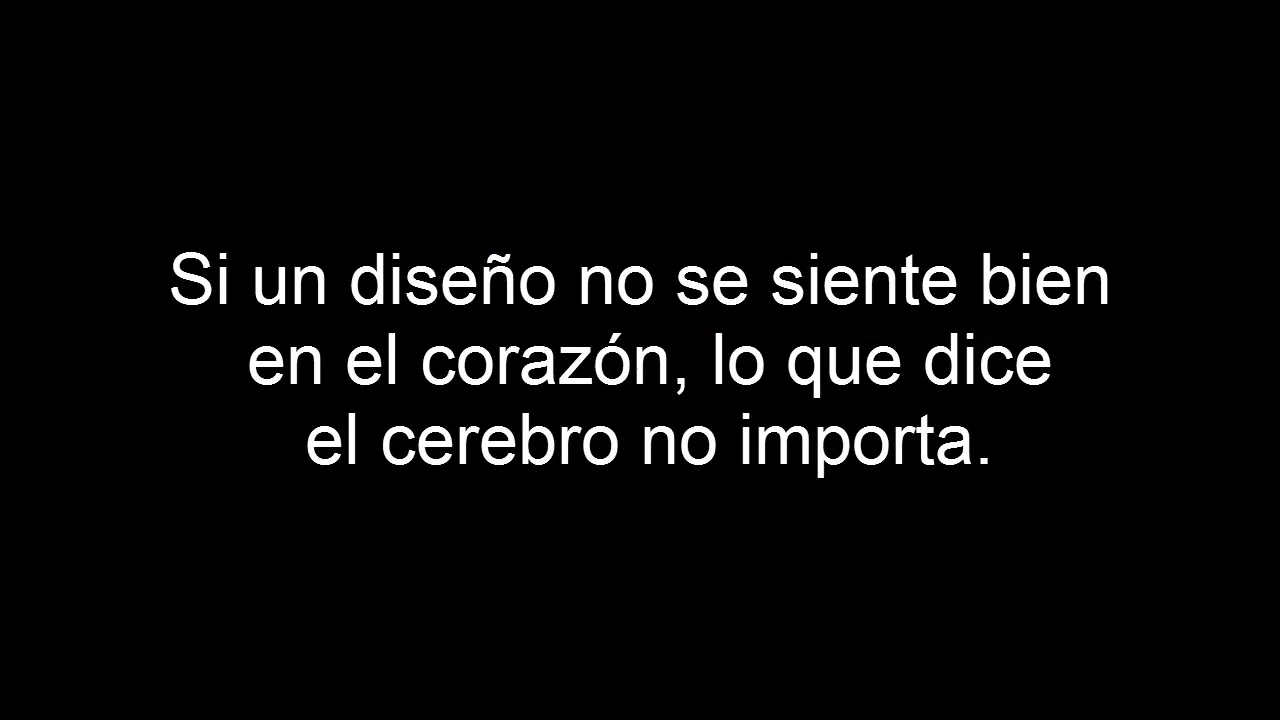 Si un diseño no se siente bien
en el corazón, lo que dice
el cerebro no importa.